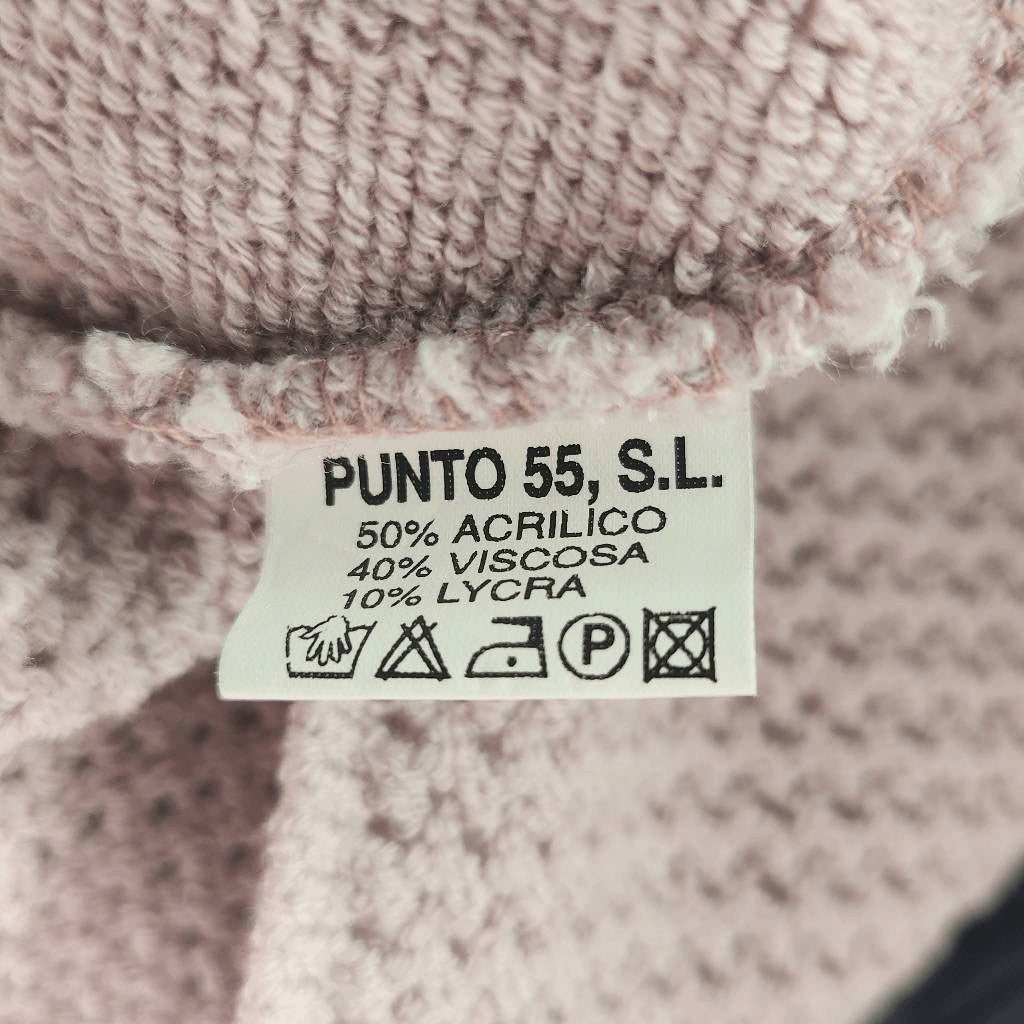 PUNTO 55, S.L.
50% ACRILICO
40% VISCOSA
10% LYCRA
P